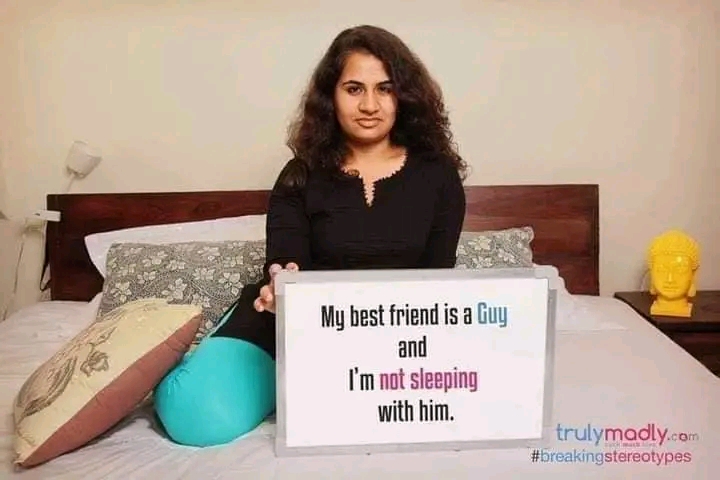 My best friend is a Guy
and
I'm not sleeping
with him.
trulymadly.com
#breakingstereotypes